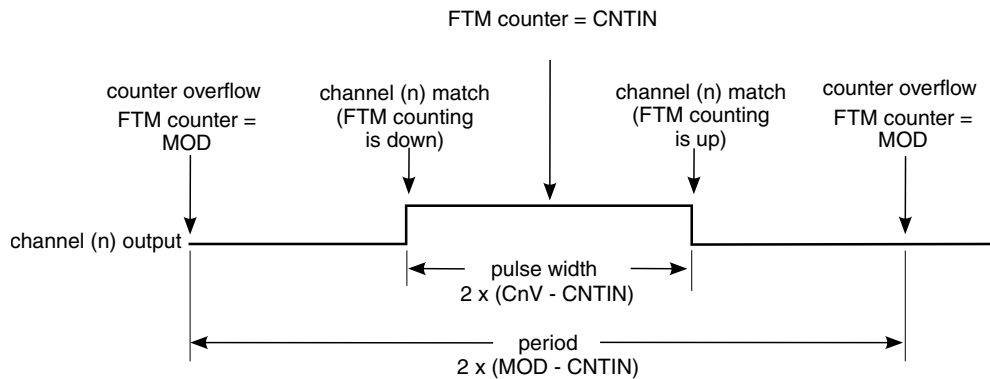 FTM counter = CNTIN
counter overflow
FTM counter =
MOD
channel (n) match
(FTM counting
is down)
channel (n) match
(FTM counting
is up)
counter overflow
FTM counter =
MOD
channel (n) output
pulse width
2 x (CnV - CNTIN)
period
2 x (MOD - CNTIN)